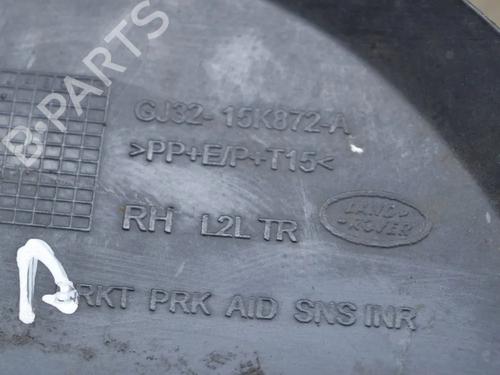 GJ32-15K872-A
>PP+E/P+T15<
RH L2L TR
LAND-
ROVER
BRKT PRK AID SNS INR
B-PARTS